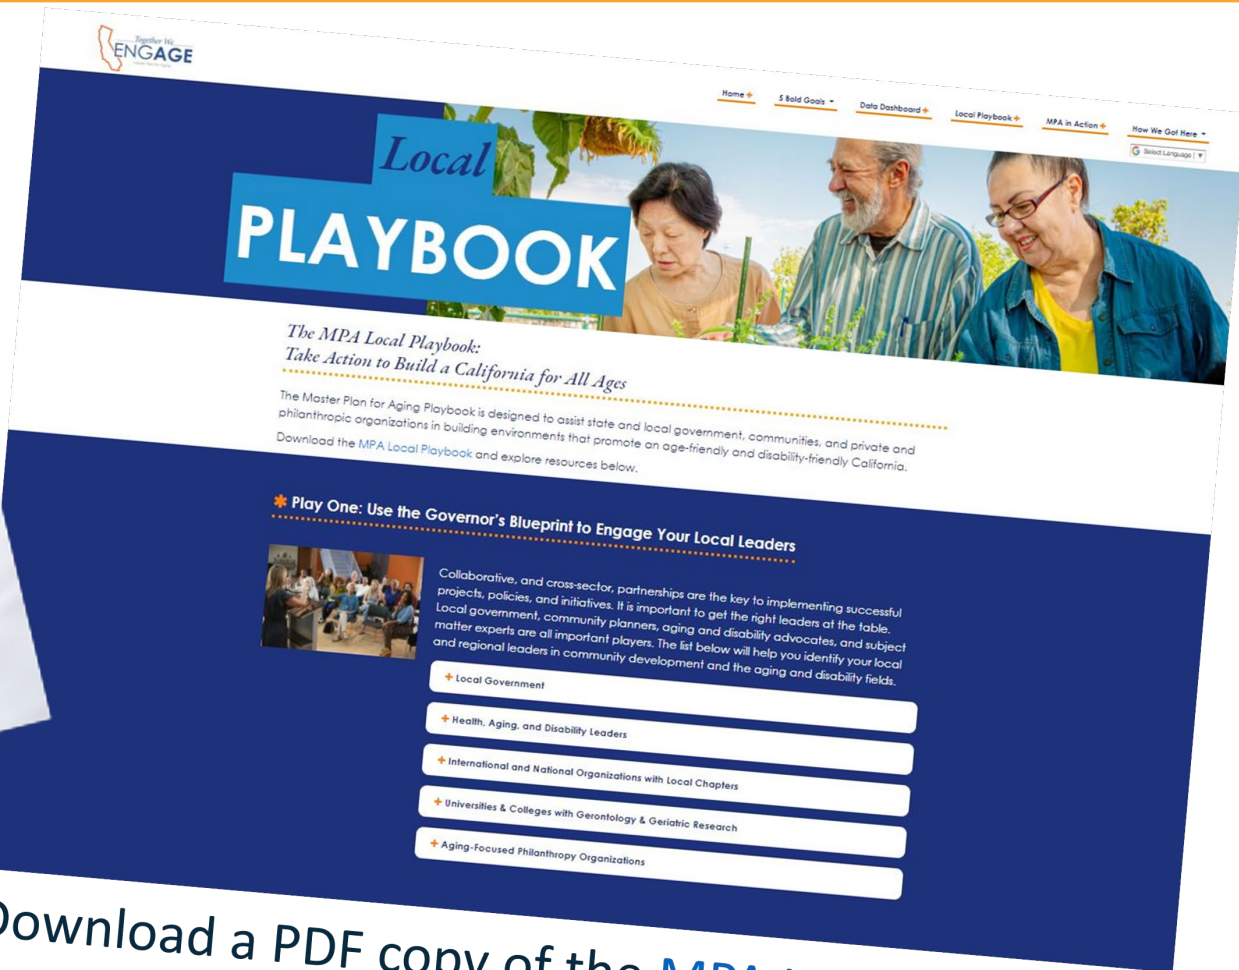 Together We
ENGAGE
Home +
5 Bold Goals
Data Dashboard +
Local Playbook +
MPA in Action +
How We Got Here
Select Language
Local
PLAYBOOK
The MPA Local Playbook:
Take Action to Build a California for All Ages
The Master Plan for Aging Playbook is designed to assist state and local government, communities, and private and
philanthropic organizations in building environments that promote an age-friendly and disability-friendly California.
Download the MPA Local Playbook and explore resources below.
✱ Play One: Use the Governor's Blueprint to Engage Your Local Leaders
Collaborative, and cross-sector, partnerships are the key to implementing successful
projects, policies, and initiatives. It is important to get the right leaders at the table.
Local government, community planners, aging and disability advocates, and subject
matter experts are all important players. The list below will help you identify your local
and regional leaders in community development and the aging and disability fields.
+ Local Government
+ Health, Aging, and Disability Leaders
+ International and National Organizations with Local Chapters
+ Universities & Colleges with Gerontology & Geriatric Research
+ Aging-Focused Philanthropy Organizations
Download a PDF copy of the MPA